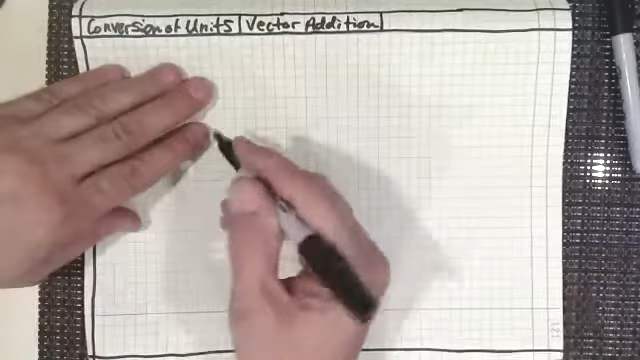 Conversion of Units | Vector Addition |